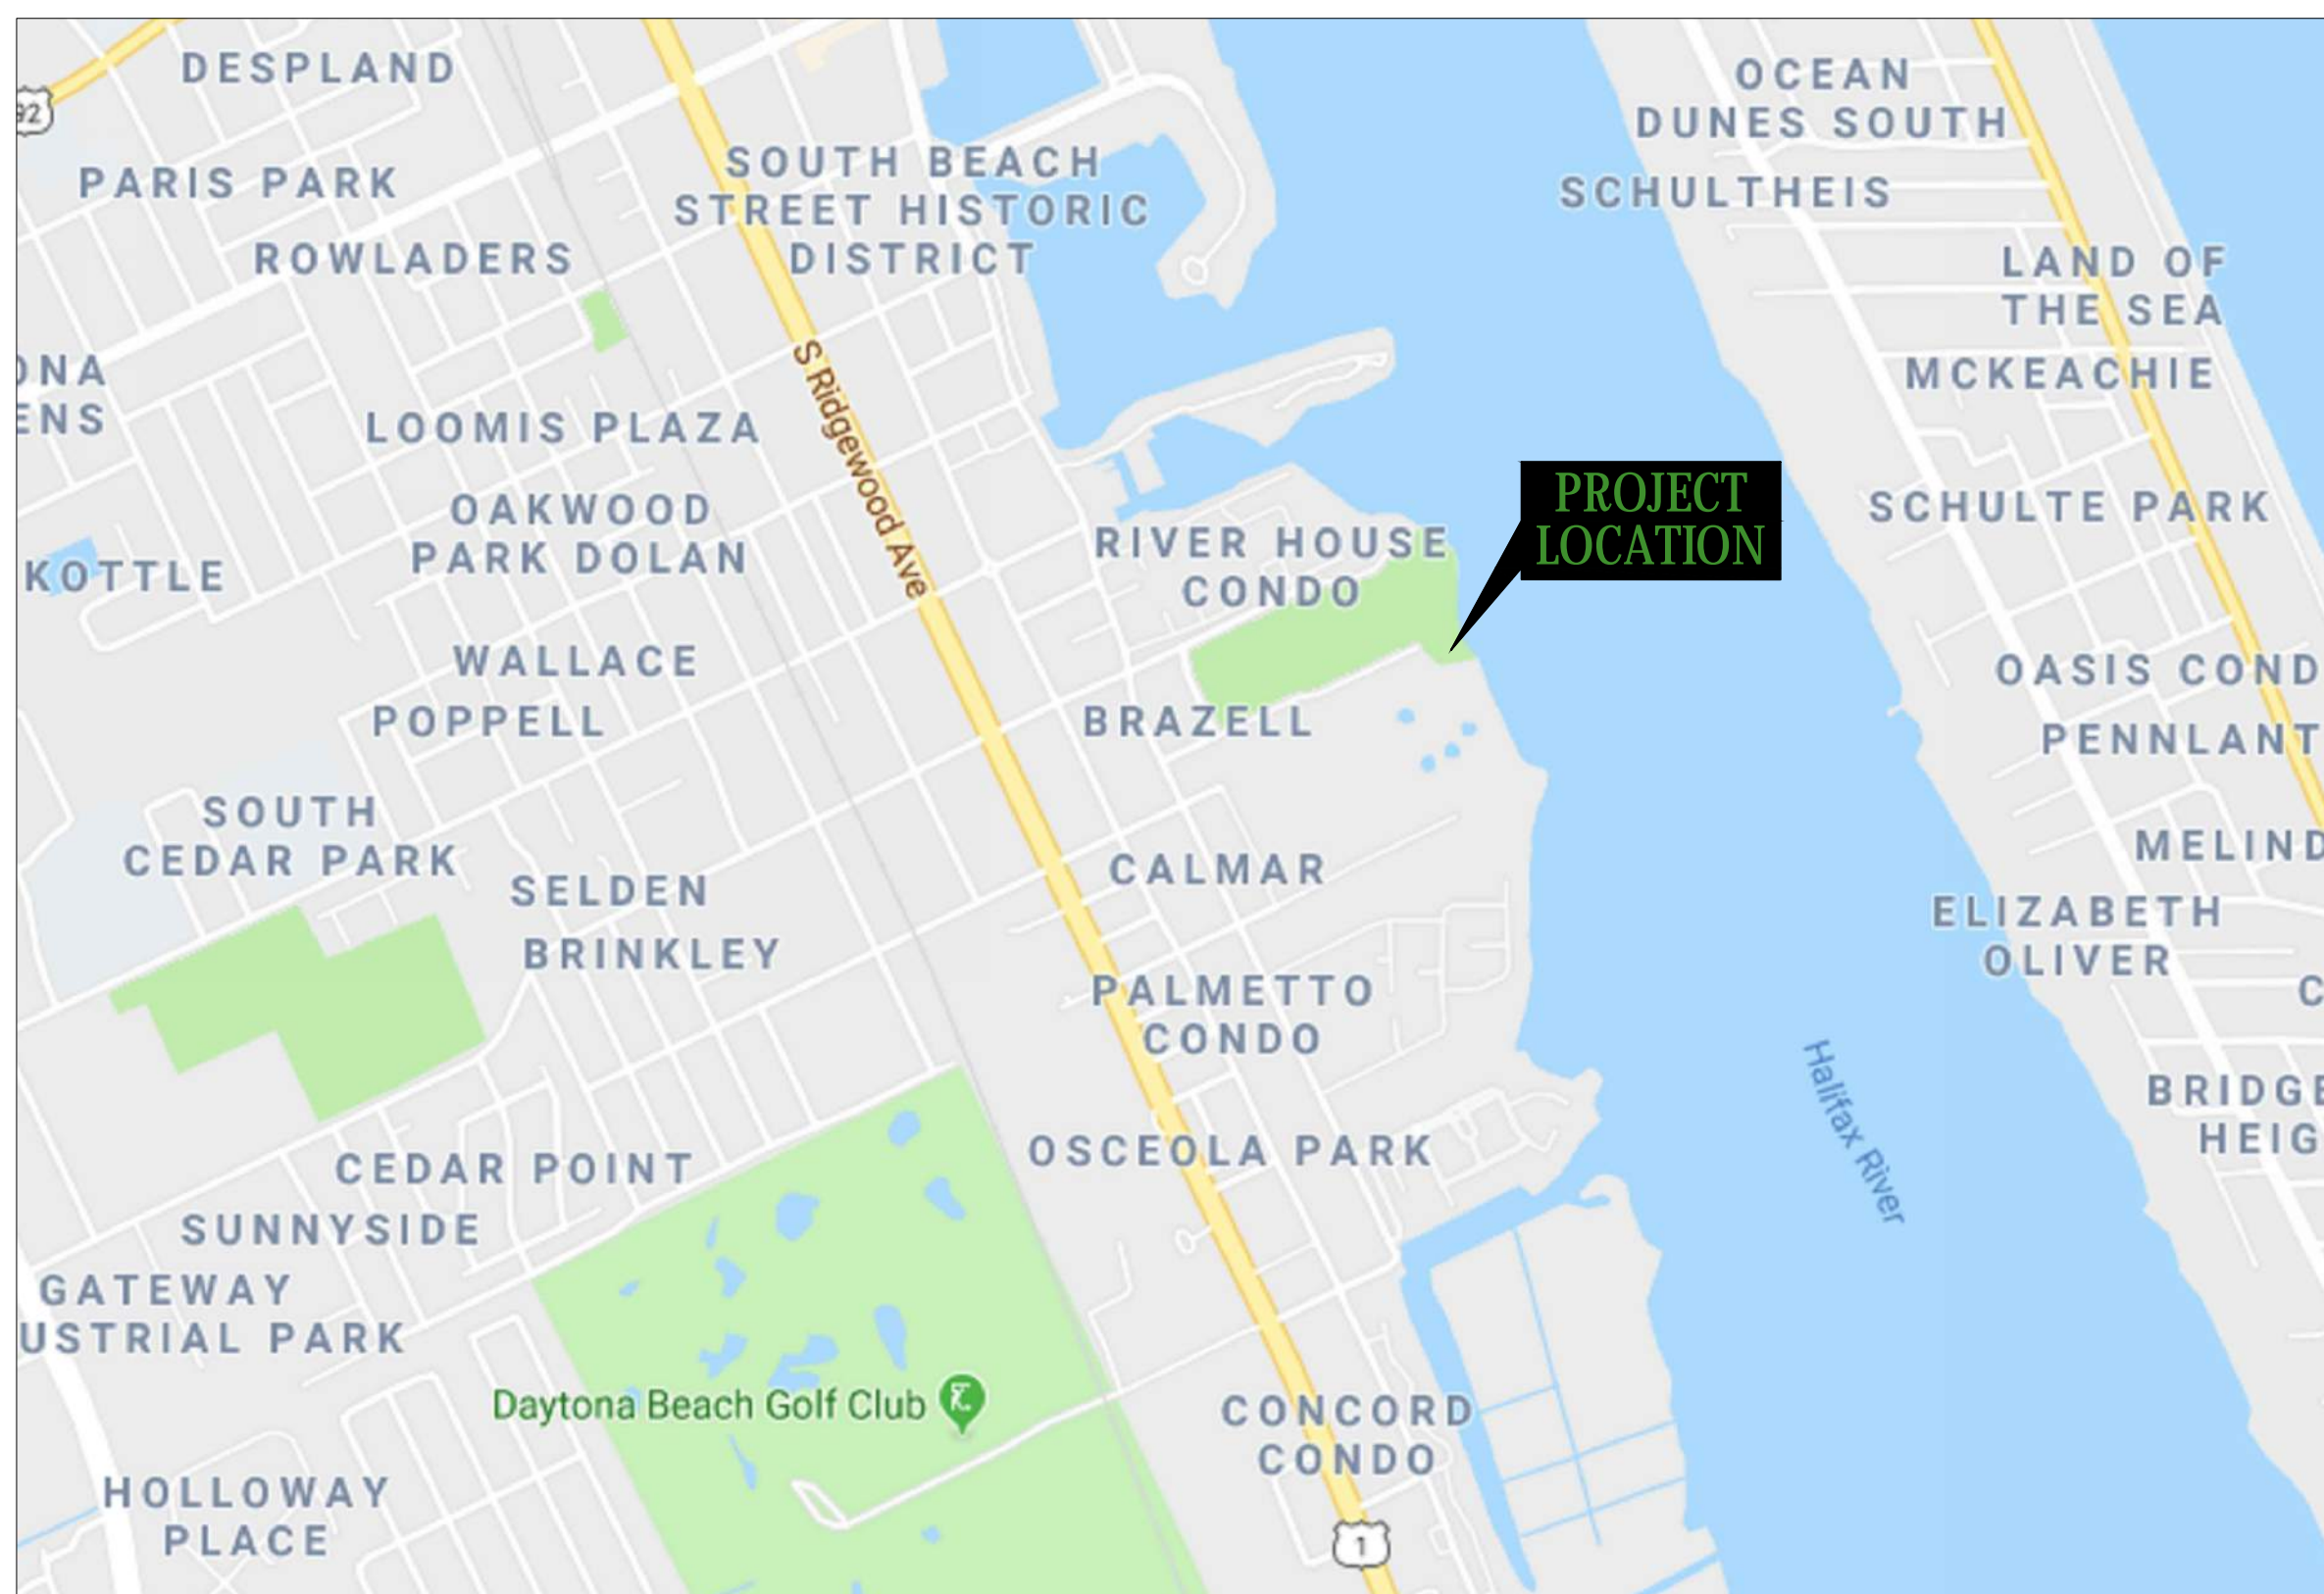 DESPLAND
OCEAN
DUNES SOUTH
92
SOUTH BEACH
STREET HISTORIC
DISTRICT
PARIS PARK
SCHULTHEIS
ROWLADERS
LAND OF
THE SEA
ONA
ENS
MCKEACHIE
S Ridgewood Ave
LOOMIS PLAZA
PROJECT
LOCATION
SCHULTE PARK
OAKWOOD
PARK DOLAN
RIVER HOUSE
CONDO
KOTTLE
WALLACE
OASIS COND
POPPELL
BRAZELL
PENNLANT
SOUTH
CEDAR PARK
MELIND
CALMAR
SELDEN
ELIZABETH
OLIVER
BRINKLEY
C
PALMETTO
CONDO
Halifax River
BRIDGE
HEIG
OSCEOLA PARK
CEDAR POINT
SUNNYSIDE
GATEWAY
USTRIAL PARK
Daytona Beach Golf Club
CONCORD
CONDO
HOLLOWAY
PLACE
1